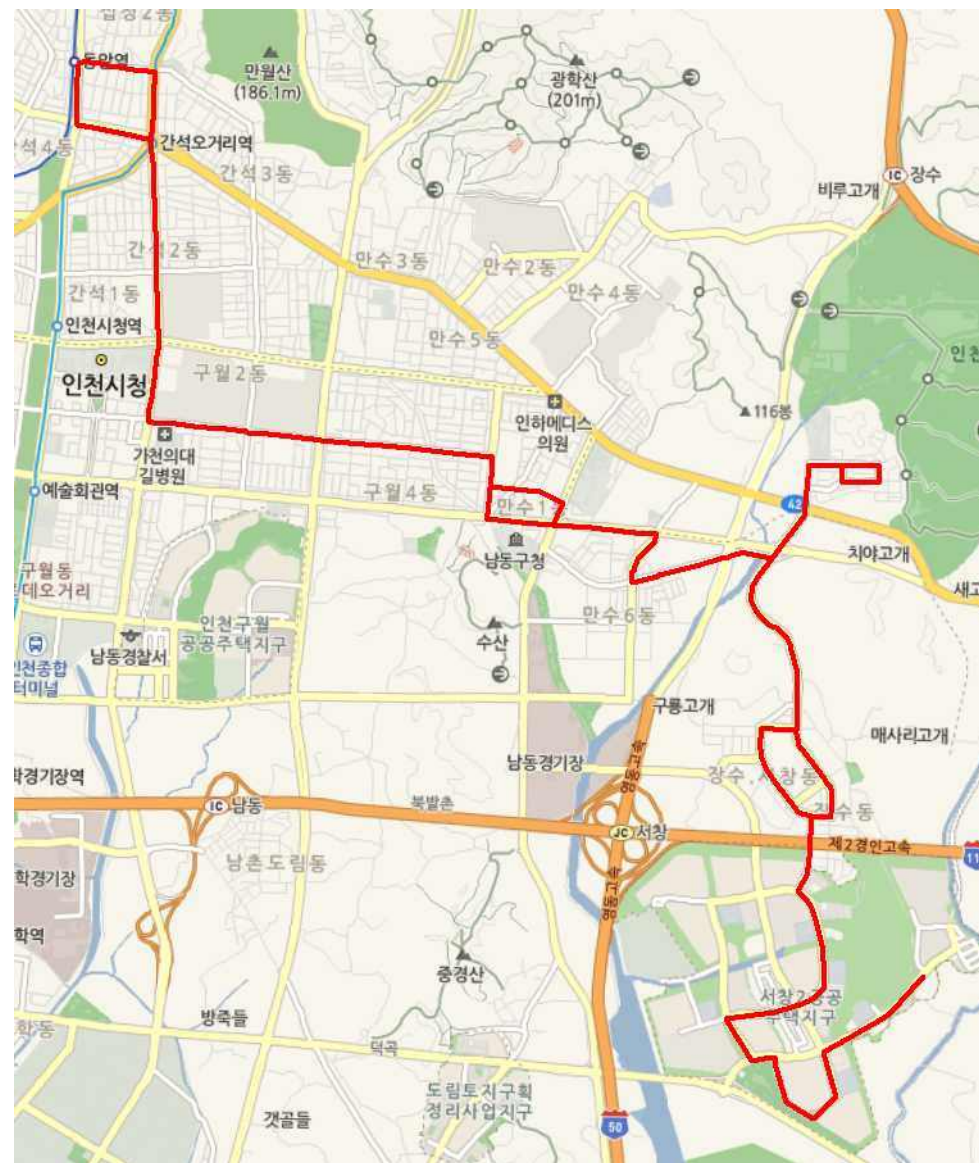 십정2동
동암역
만월산
(186.1m)
광학산
(201m)
간석오거리역
간석4동
간석3동
IC 장수
비루고개
간석2동
만수3동
만수2동
만수4동
간석1동
인천시청역
만수5동
인천시청
구월2동
116봉
인하메디스
의원
가천의대
길병원
예술회관역
구월4동
만수1
42
남동구청
치야고개
구월동
데오거리
만수6동
인천구월
공공주택지구
수산
남동경찰서
인천종합
터미널
구룡고개
매사리고개
남동경기장
영동고속
장수.서창동
학경기장역
IC 남동
북발촌
장수동
JC 서창
제2경인고속
남촌도림동
학경기장
영동고속
학역
중경산
서창2공공
주택지구
방죽들
학동
덕곡
도림토지구획
정리사업지구
갯골들
50